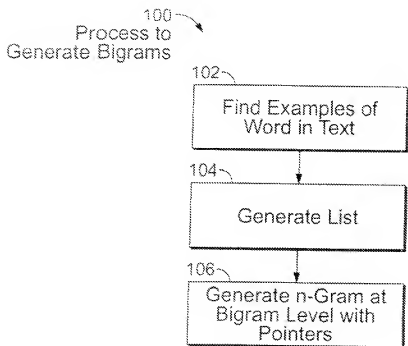 100
Process to
Generate Bigrams
102
Find Examples of
Word in Text
104
Generate List
106
Generate n-Gram at
Bigram Level with
Pointers